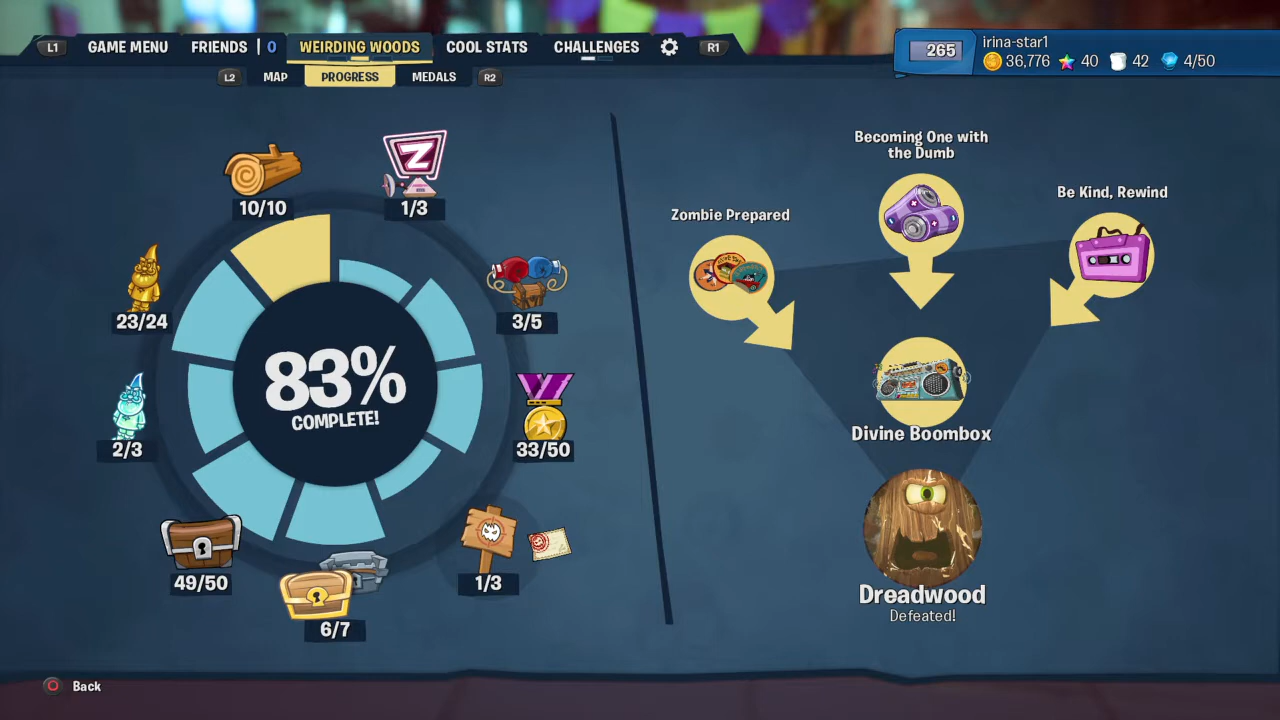 L1 GAME MENU FRIENDS | 0 WEIRDING WOODS COOL STATS CHALLENGES R1
265 irina-star1
36,776 40 42 4/50
L2 MAP PROGRESS MEDALS R2
10/10
Z
1/3
23/24
3/5
83%
COMPLETE!
2/3
33/50
49/50
1/3
6/7
Becoming One with
the Dumb
Zombie Prepared
Be Kind, Rewind
Divine Boombox
Dreadwood
Defeated!
Back